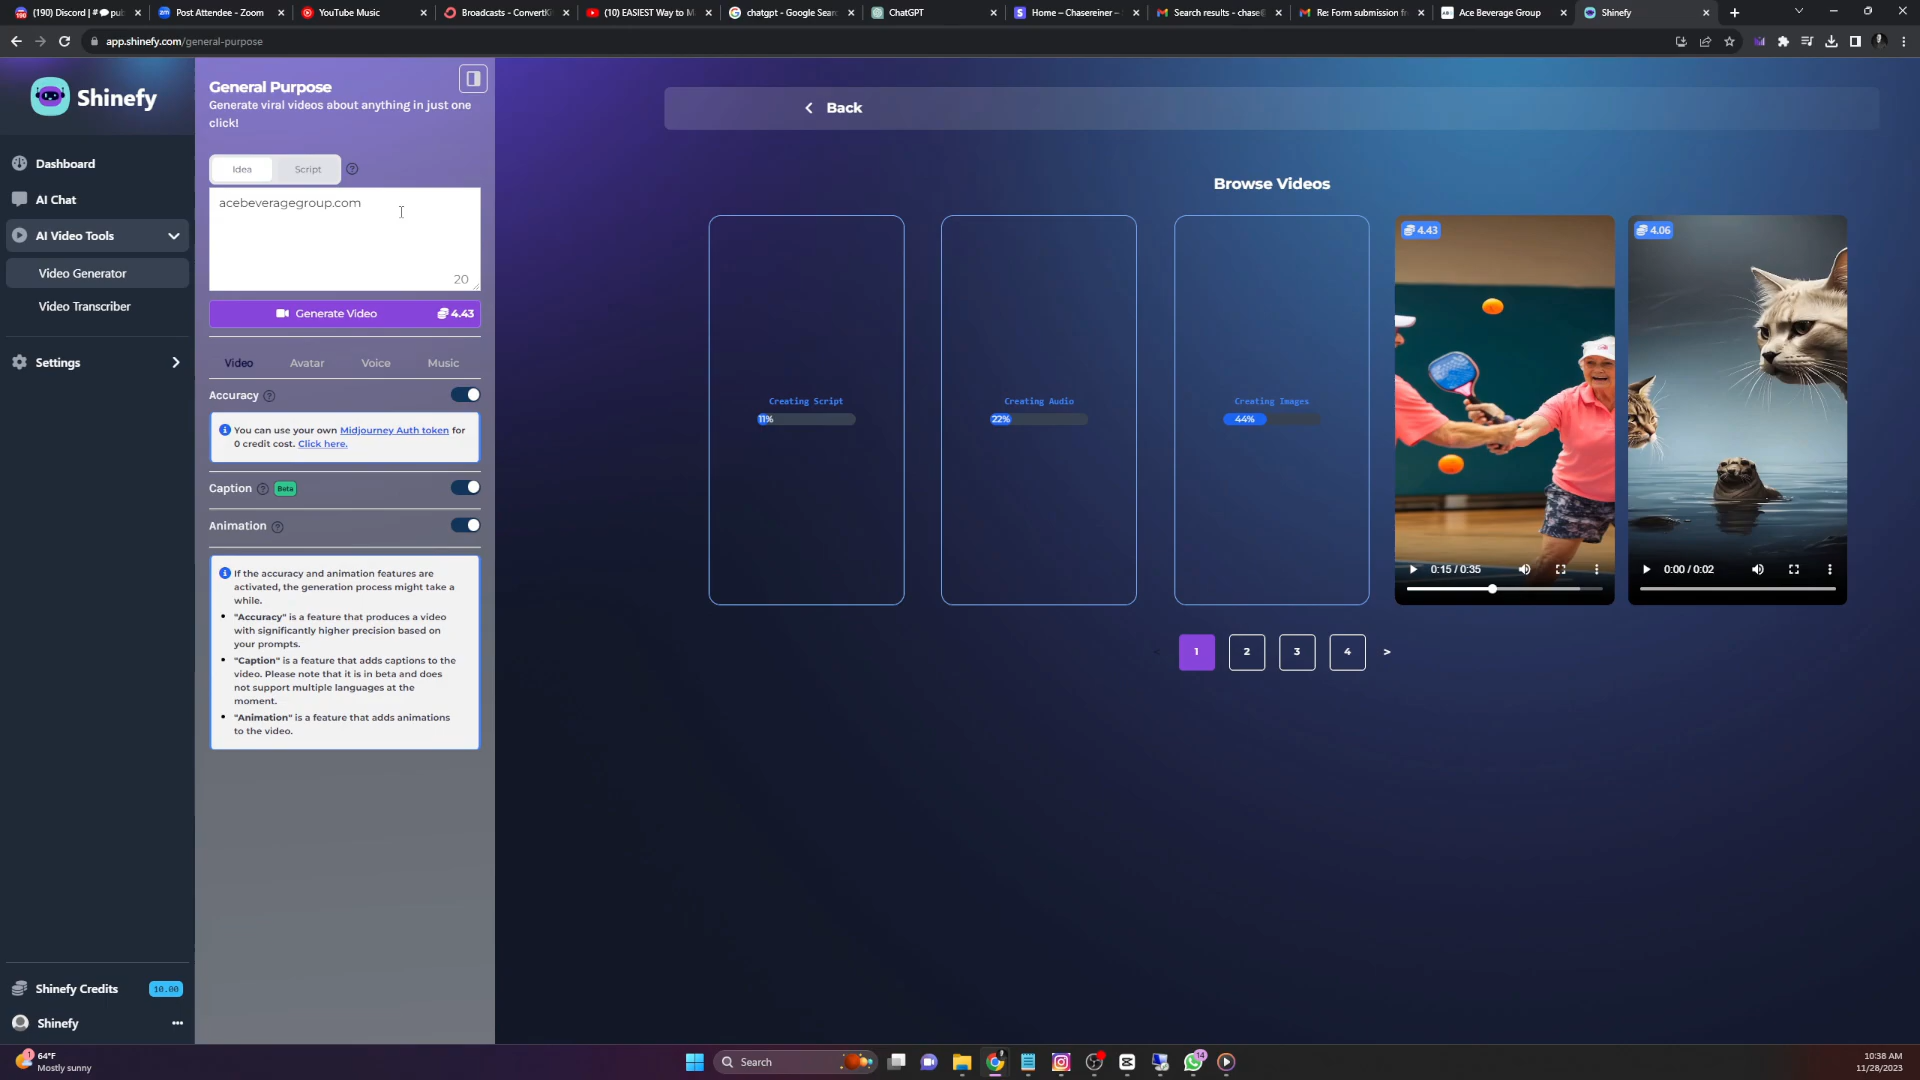 (190) Discord | # pub
Post Attendee - Zoom
YouTube Music
Broadcasts - ConvertKi
(10) EASIEST Way to M
chatgpt - Google Sear
ChatGPT
Home – Chasereiner –
Search results - chase@
Re: Form submission fr
Ace Beverage Group
Shinefy
app.shinefy.com/general-purpose
Shinefy
Dashboard
AI Chat
AI Video Tools
Video Generator
Video Transcriber
Settings
Shinefy Credits
10.00
Shinefy
General Purpose
Generate viral videos about anything in just one
click!
Idea
Script
acebeveragegroup.com
20
Generate Video
4.43
Video
Avatar
Voice
Music
Accuracy
You can use your own Midjourney Auth token for
0 credit cost. Click here.
Caption
Beta
Animation
If the accuracy and animation features are
activated, the generation process might take a
while.
"Accuracy" is a feature that produces a video
with significantly higher precision based on
your prompts.
"Caption" is a feature that adds captions to the
video. Please note that it is in beta and does
not support multiple languages at the
moment.
"Animation" is a feature that adds animations
to the video.
< Back
Browse Videos
Creating Script
11%
Creating Audio
22%
Creating Images
44%
4.43
0:15 / 0:35
4.06
0:00 / 0:02
< 1 2 3 4 >
64°F
Mostly sunny
Search
14
10:38 AM
11/28/2023